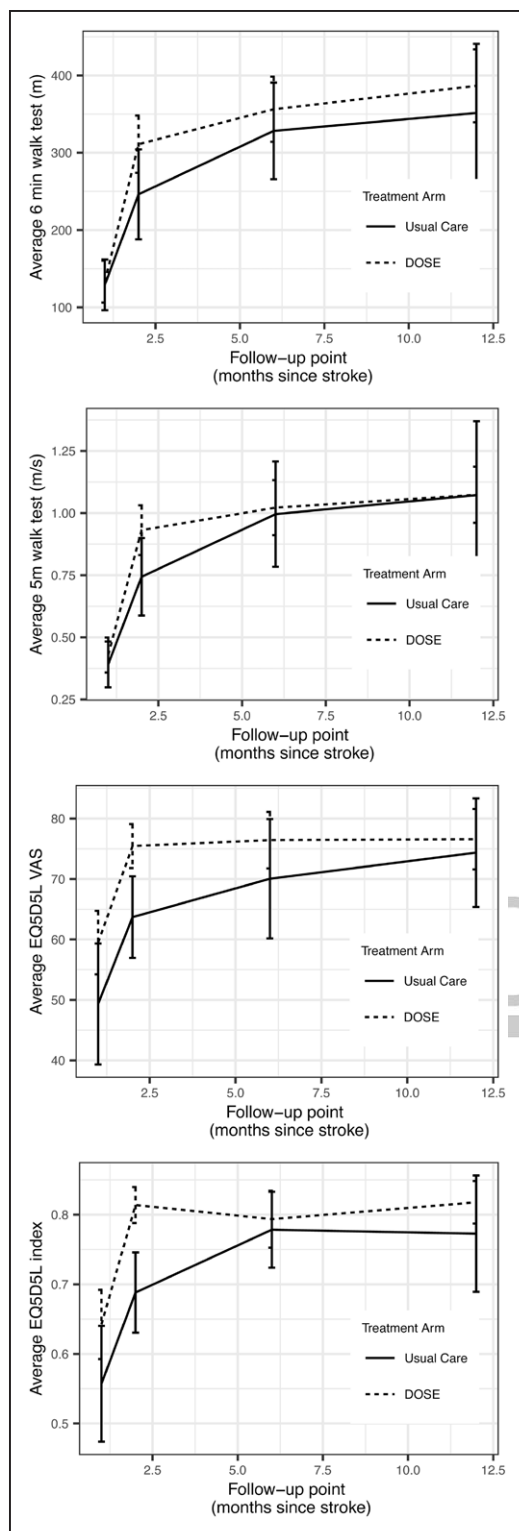 Average 6 min walk test (m)
400
300
200
100
Treatment Arm
Usual Care
DOSE
2.5
5.0
7.5
10.0
12.5
Follow-up point
(months since stroke)
Average 5m walk test (m/s)
1.25
1.00
0.75
0.50
0.25
Treatment Arm
Usual Care
DOSE
2.5
5.0
7.5
10.0
12.5
Follow-up point
(months since stroke)
Average EQ5D5L VAS
80
70
60
50
40
Treatment Arm
Usual Care
DOSE
2.5
5.0
7.5
10.0
12.5
Follow-up point
(months since stroke)
Average EQ5D5L index
0.8
0.7
0.6
0.5
Treatment Arm
Usual Care
DOSE
2.5
5.0
7.5
10.0
12.5
Follow-up point
(months since stroke)